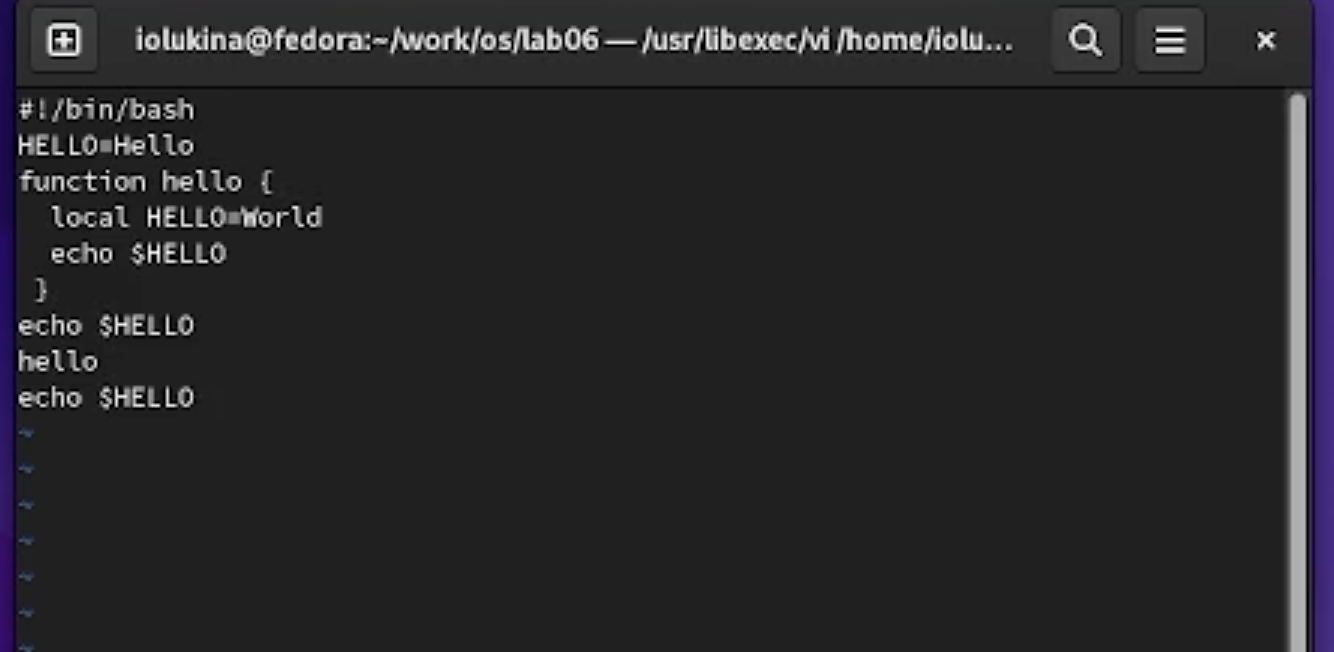 iolukina@fedora:~/work/os/lab06 — /usr/libexec/vi /home/iolu...
#!/bin/bash
HELLO=Hello
function hello {
  local HELLO=World
  echo $HELLO
 }
echo $HELLO
hello
echo $HELLO
~
~
~
~
~
~
~